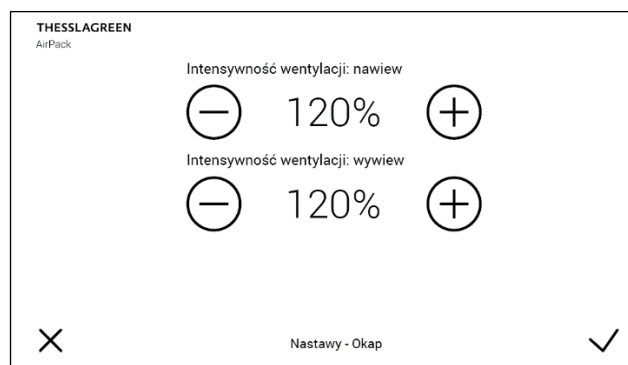 THESSLAGREEN
AirPack
Intensywność wentylacji: nawiew
120%
Intensywność wentylacji: wywiew
120%
Nastawy - Okap